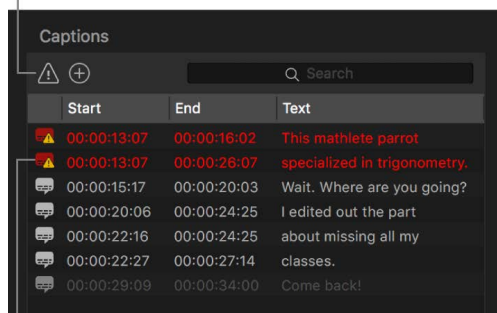 Captions
Search
Start End Text
00:00:13:07 00:00:16:02 This mathlete parrot
00:00:13:07 00:00:26:07 specialized in trigonometry.
00:00:15:17 00:00:20:03 Wait. Where are you going?
00:00:20:06 00:00:24:25 I edited out the part
00:00:22:16 00:00:24:25 about missing all my
00:00:22:27 00:00:27:14 classes.
00:00:29:09 00:00:34:00 Come back!